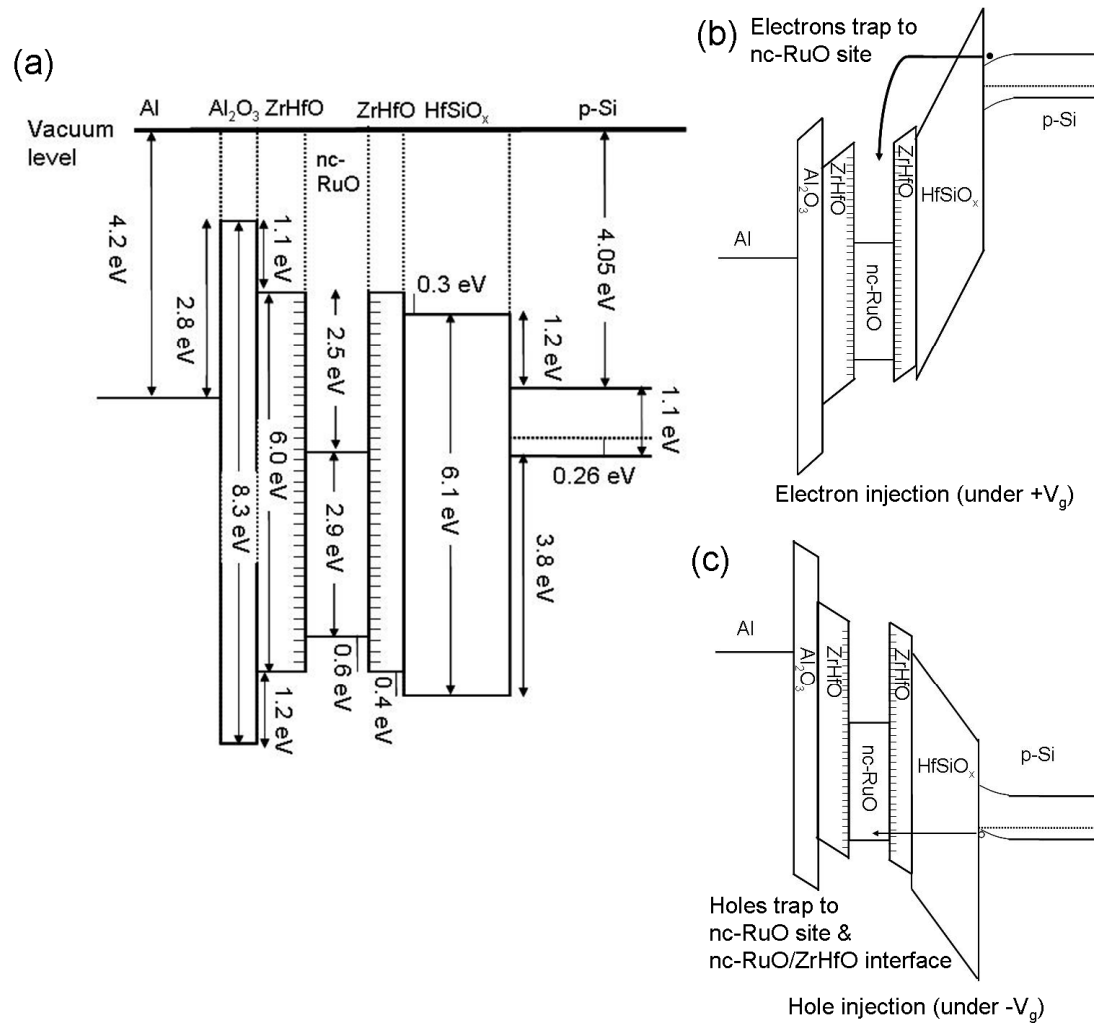 (a)
Al Al₂O₃ ZrHfO ZrHfO HfSiOₓ p-Si
Vacuum
level
nc-
RuO
4.2 eV
2.8 eV
8.3 eV
1.1 eV
6.0 eV
1.2 eV
2.5 eV
2.9 eV
0.6 eV
0.4 eV
0.3 eV
6.1 eV
1.2 eV
4.05 eV
1.1 eV
0.26 eV
3.8 eV
(b)
Electrons trap to
nc-RuO site
p-Si
Al
Al₂O₃
ZrHfO
nc-RuO
ZrHfO
HfSiOₓ
Electron injection (under +Vg)
(c)
Al
Al₂O₃
ZrHfO
nc-RuO
ZrHfO
HfSiOₓ
p-Si
Holes trap to
nc-RuO site &
nc-RuO/ZrHfO interface
Hole injection (under -Vg)